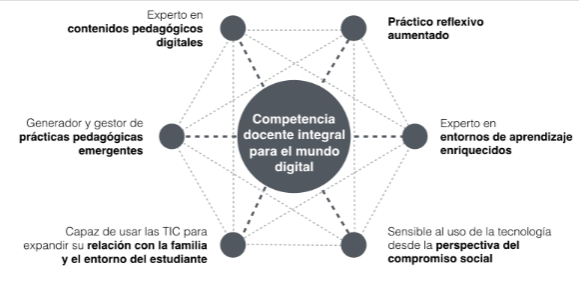 Experto en
contenidos pedagógicos
digitales
Práctico reflexivo
aumentado
Generador y gestor de
prácticas pedagógicas
emergentes
Competencia
docente integral
para el mundo
digital
Experto en
entornos de aprendizaje
enriquecidos
Capaz de usar las TIC para
expandir su relación con la familia
y el entorno del estudiante
Sensible al uso de la tecnología
desde la perspectiva del
compromiso social